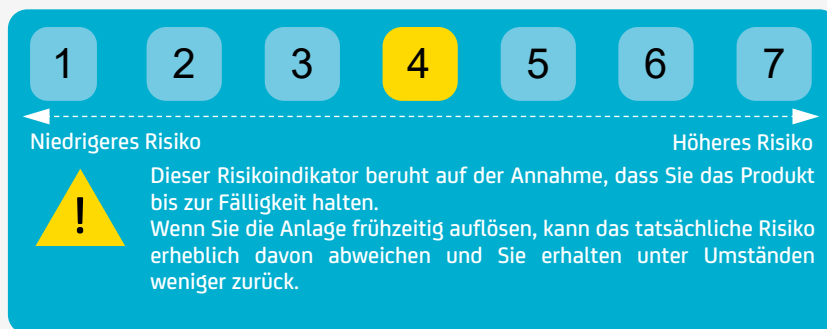 1 2 3 4 5 6 7
Niedrigeres Risiko Höheres Risiko
!
Dieser Risikoindikator beruht auf der Annahme, dass Sie das Produkt
bis zur Fälligkeit halten.
Wenn Sie die Anlage frühzeitig auflösen, kann das tatsächliche Risiko
erheblich davon abweichen und Sie erhalten unter Umständen
weniger zurück.